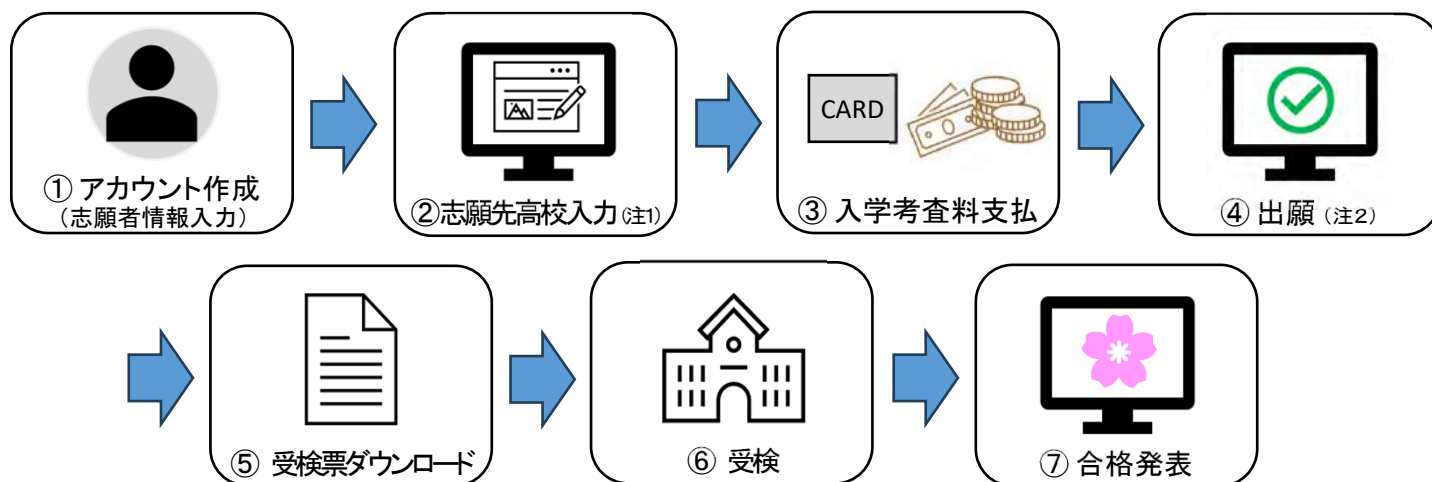 ① アカウント作成
（志願者情報入力）
②志願先高校入力(注1)
CARD
③ 入学考査料支払
④ 出願（注２）
⑤ 受検票ダウンロード
⑥ 受検
⑦ 合格発表